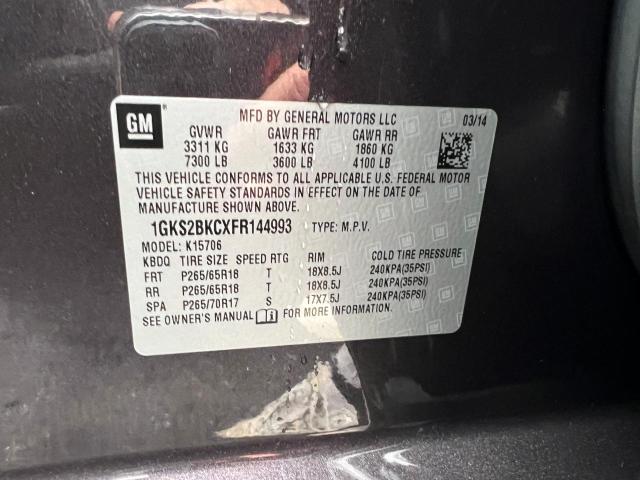 GM ®
MFD BY GENERAL MOTORS LLC 03/14
GVWR GAWR FRT GAWR RR
3311 KG 1633 KG 1860 KG
7300 LB 3600 LB 4100 LB
THIS VEHICLE CONFORMS TO ALL APPLICABLE U.S. FEDERAL MOTOR
VEHICLE SAFETY STANDARDS IN EFFECT ON THE DATE OF
MANUFACTURE SHOWN ABOVE.
1GKS2BKCXFR144993 TYPE: M.P.V.
MODEL: K15706
KBDQ TIRE SIZE SPEED RTG RIM COLD TIRE PRESSURE
FRT P265/65R18 T 18X8.5J 240KPA(35PSI)
RR P265/65R18 T 18X8.5J 240KPA(35PSI)
SPA P265/70R17 S 17X7.5J 240KPA(35PSI)
SEE OWNER'S MANUAL FOR MORE INFORMATION.